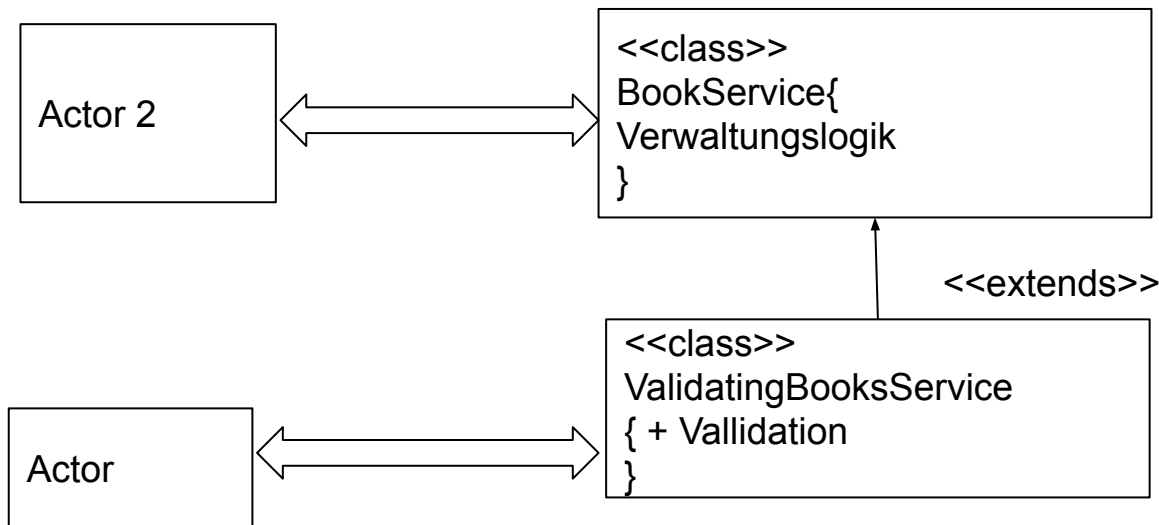 <<class>>
BookService{
Verwaltungslogik
}
Actor 2
<<extends>>
<<class>>
ValidatingBooksService
{ + Vallidation
}
Actor